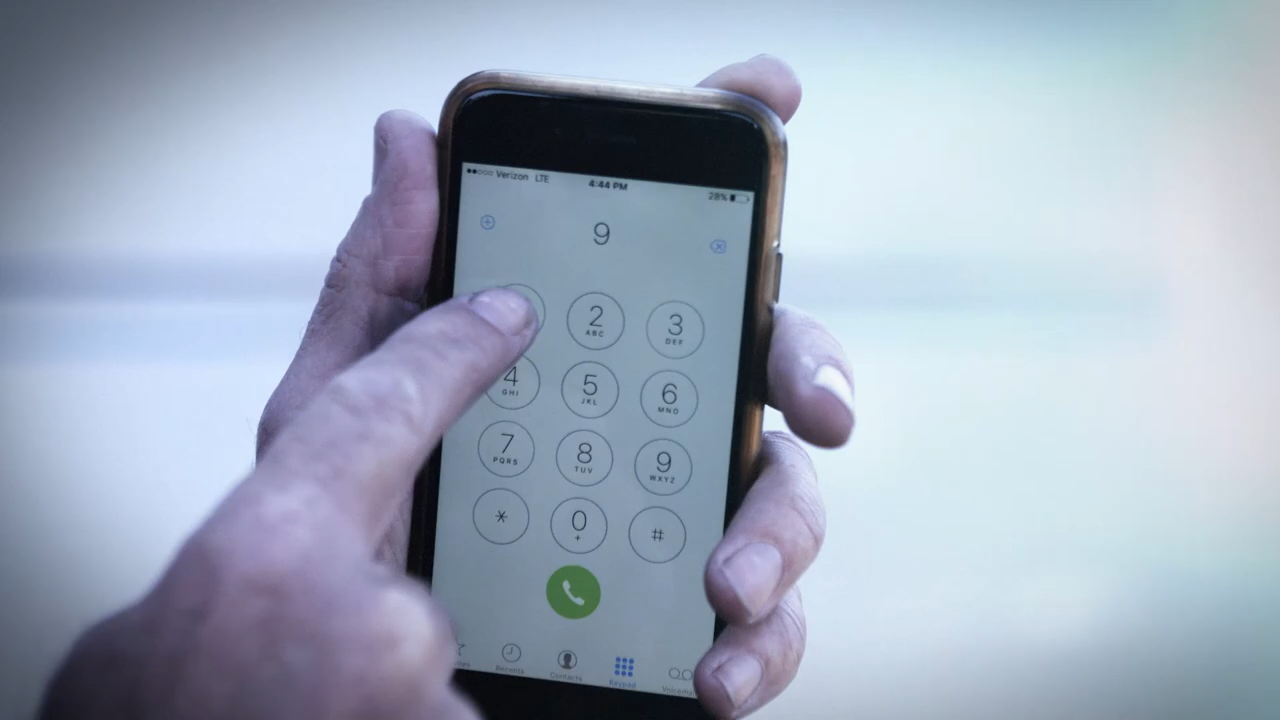 Verizon LTE 4:44 PM 28%
9
2 3
ABC DEF
4 5 6
GHI JKL MNO
7 8 9
PQRS TUV WXYZ
* 0 #
+
Recents Contacts Keypad